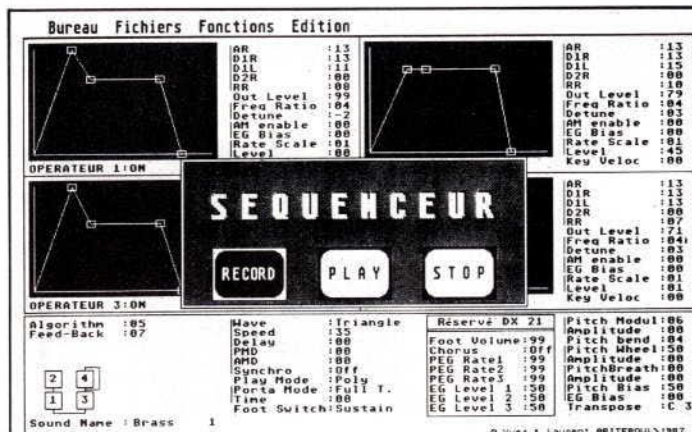 Bureau Fichiers Fonctions Edition
AR :13
D1R :13
D1L :11
D2R :00
RR :08
Out Level :99
Freq Ratio :04
Detune :-2
AM enable :00
EG Bias :00
Rate Scale :01
Level :00
OPERATEUR 1:ON
AR :13
D1R :13
D1L :15
D2R :00
RR :10
Out Level :79
Freq Ratio :04
Detune :03
AM enable :00
EG Bias :00
Rate Scale :01
Level :45
Key Veloc :00
SEQUENCEUR
RECORD
PLAY
STOP
OPERATEUR 3:ON
AR :13
D1R :13
D1L :13
D2R :00
RR :07
Out Level :71
Freq Ratio :04
Detune :03
AM enable :00
EG Bias :00
Rate Scale :01
Level :01
Key Veloc :00
Algorithm :05
Feed-Back :07
2 4
1 3
Sound Name : Brass 1
Wave :Triangle
Speed :35
Delay :00
PMD :00
AMD :00
Synchro :Off
Play Mode :Poly
Porta Mode :Full T.
Time :00
Foot Switch:Sustain
Réservé DX 21
Foot Volume:99
Chorus :Off
PEG Rate1 :99
PEG Rate2 :99
PEG Rate3 :99
EG Level 1 :50
EG Level 2 :50
EG Level 3 :50
Pitch Modul:06
Amplitude :00
Pitch bend :04
Pitch Wheel:50
Amplitude :00
PitchBreath:00
Amplitude :00
Pitch Bias :50
EG Bias :00
Transpose :C 3